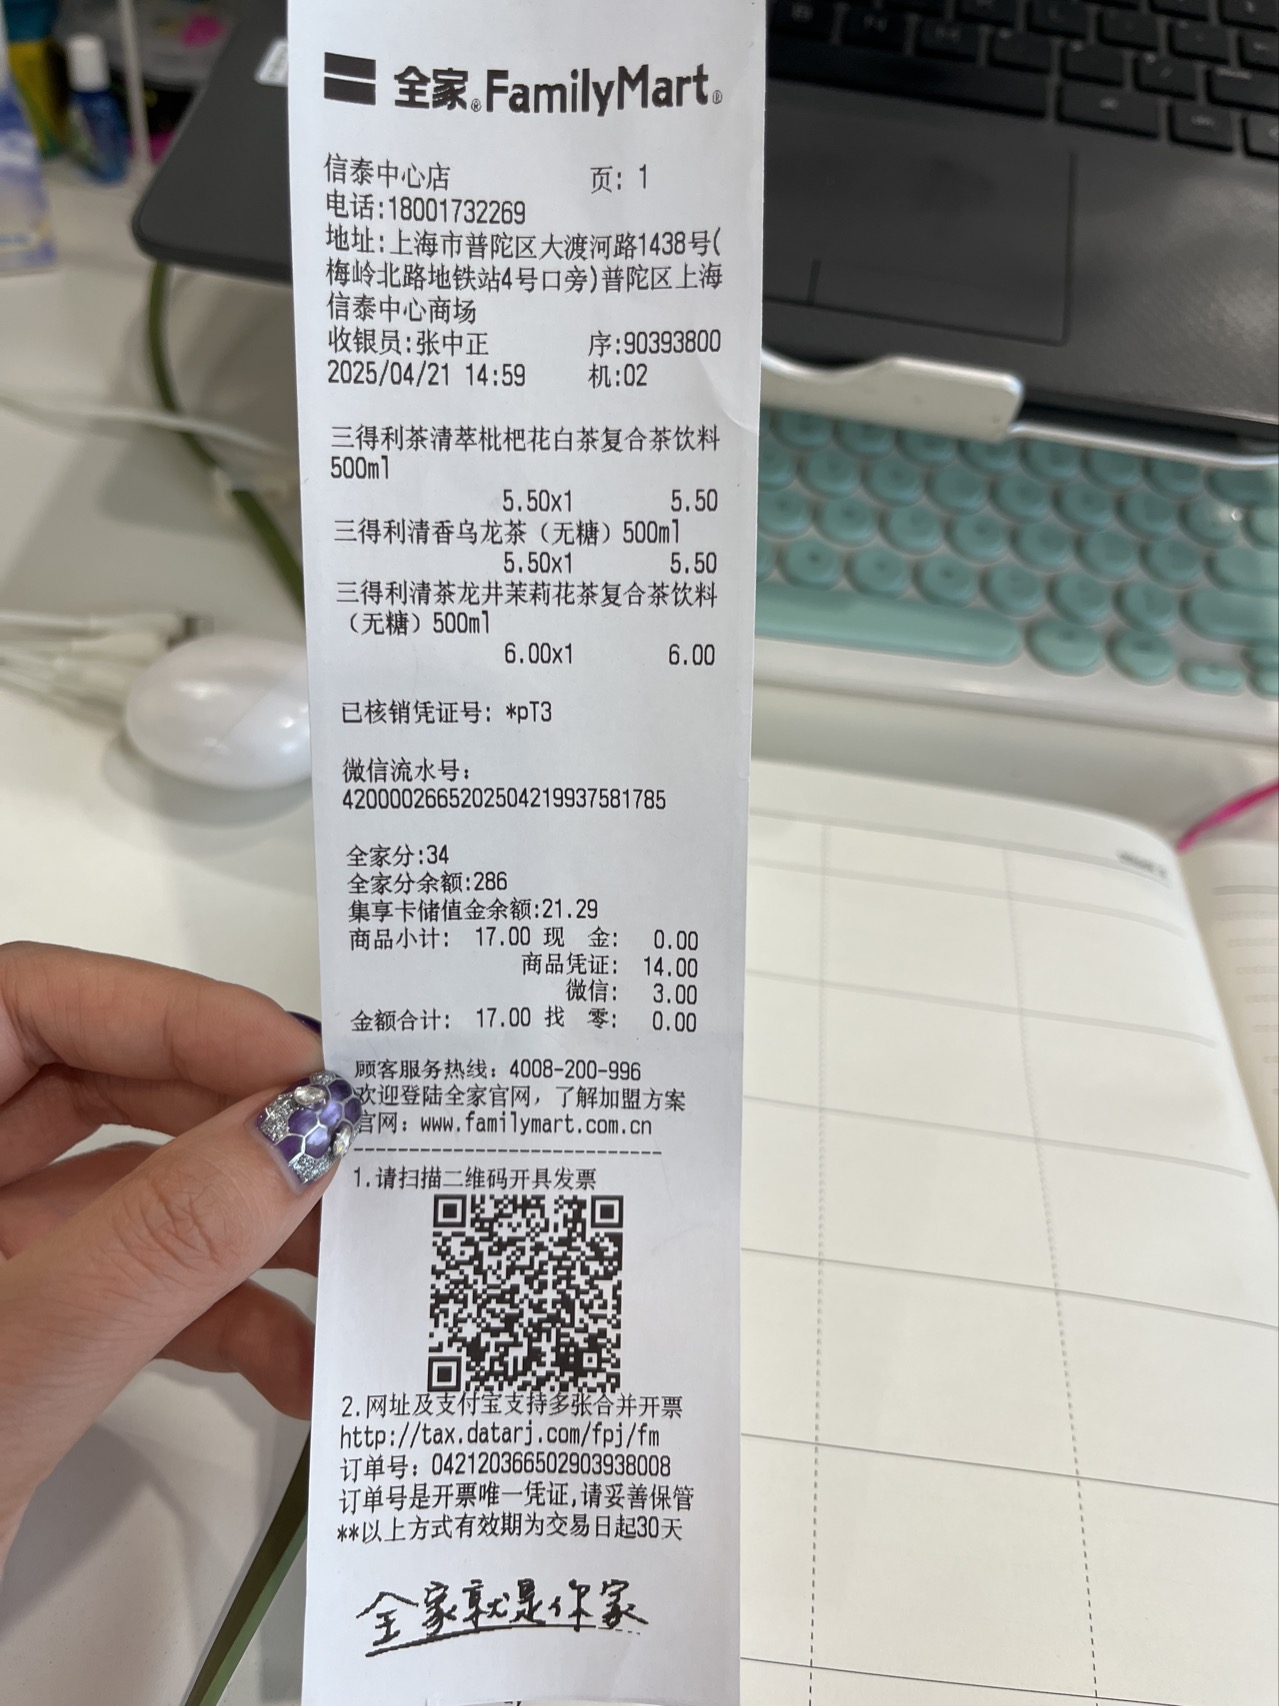 全家®FamilyMart®
信泰中心店 页: 1
电话:18001732269
地址:上海市普陀区大渡河路1438号(
梅岭北路地铁站4号口旁)普陀区上海
信泰中心商场
收银员:张中正 序:90393800
2025/04/21 14:59 机:02
三得利茶清萃枇杷花白茶复合茶饮料
500ml
5.50x1 5.50
三得利清香乌龙茶（无糖）500ml
5.50x1 5.50
三得利清茶龙井茉莉花茶复合茶饮料
（无糖）500ml
6.00x1 6.00
已核销凭证号: *pT3
微信流水号:
4200002665202504219937581785
全家分:34
全家分余额:286
集享卡储值金余额:21.29
商品小计: 17.00 现 金: 0.00
商品凭证: 14.00
微信: 3.00
金额合计: 17.00 找 零: 0.00
顾客服务热线: 4008-200-996
欢迎登陆全家官网, 了解加盟方案
官网: www.familymart.com.cn
1.请扫描二维码开具发票
2.网址及支付宝支持多张合并开票
http://tax.datarj.com/fpj/fm
订单号: 042120366502903938008
订单号是开票唯一凭证,请妥善保管
**以上方式有效期为交易日起30天
全家就是你家